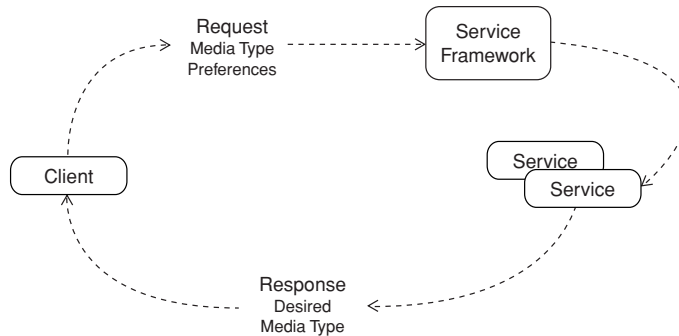 Request
Media Type
Preferences
Service
Framework
Client
Service
Service
Response
Desired
Media Type